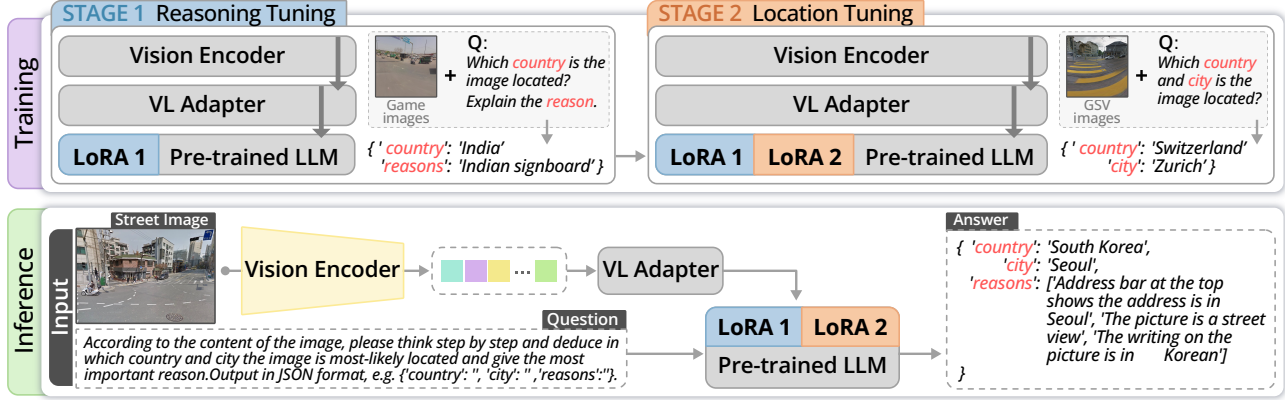 STAGE 1 Reasoning Tuning
Training
Vision Encoder
VL Adapter
LoRA 1
Pre-trained LLM
Game
images
+
Q:
Which country is the
image located?
Explain the reason.
{ ' country': 'India'
'reasons': 'Indian signboard' }
STAGE 2 Location Tuning
Vision Encoder
VL Adapter
LoRA 1
LoRA 2
Pre-trained LLM
GSV
images
+
Q:
Which country
and city is the
image located?
{ ' country': 'Switzerland'
'city': 'Zurich' }
Inference
Input
Street Image
Vision Encoder
...
VL Adapter
Question
According to the content of the image, please think step by step and deduce in
which country and city the image is most-likely located and give the most
important reason.Output in JSON format, e.g. {'country': '', 'city': '' ,'reasons':''}.
LoRA 1
LoRA 2
Pre-trained LLM
Answer
{ 'country': 'South Korea',
'city': 'Seoul',
'reasons': ['Address bar at the top
shows the address is in
Seoul', 'The picture is a street
view', 'The writing on the
picture is in Korean']
}